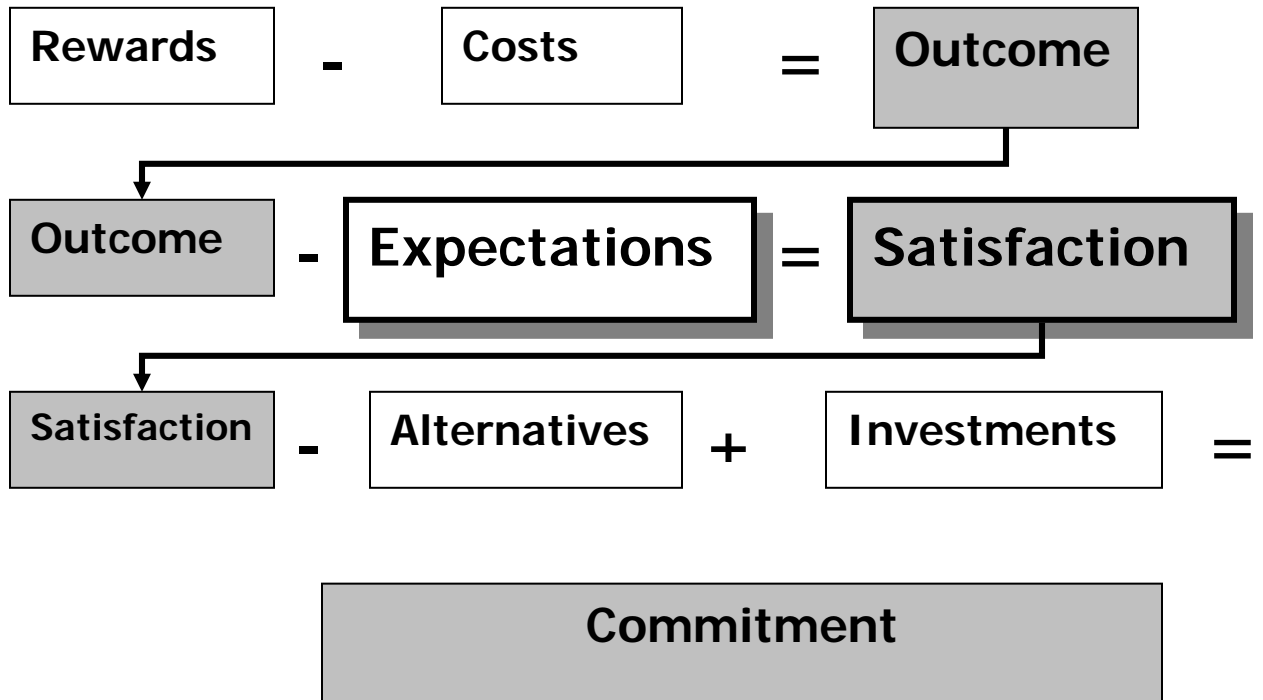 Rewards - Costs = Outcome
Outcome - Expectations = Satisfaction
Satisfaction - Alternatives + Investments =
Commitment